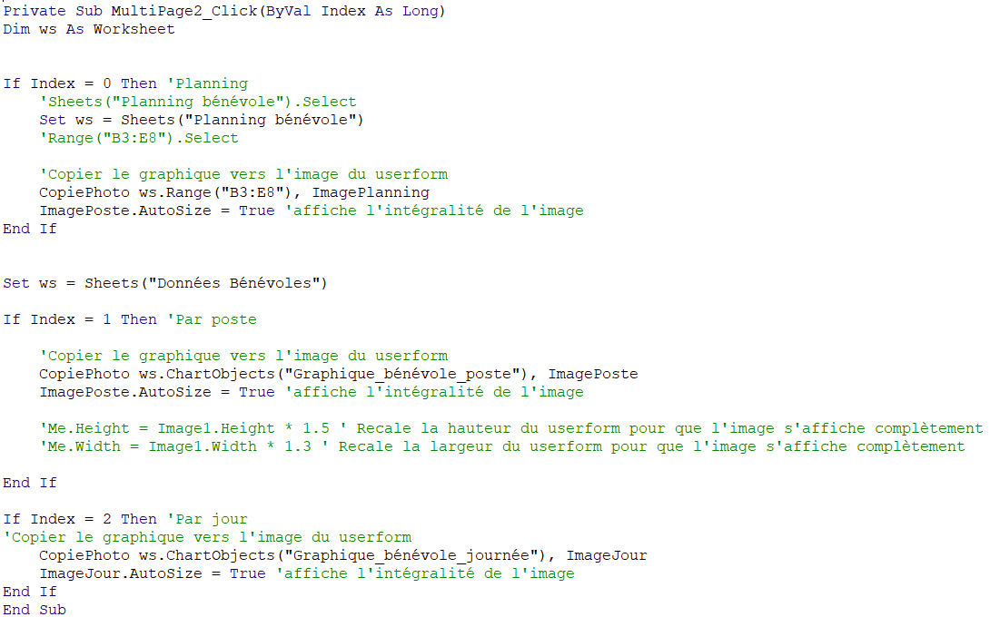 Private Sub MultiPage2_Click(ByVal Index As Long)
Dim ws As Worksheet
If Index = 0 Then 'Planning
'Sheets("Planning bénévole").Select
Set ws = Sheets("Planning bénévole")
'Range("B3:E8").Select
'Copier le graphique vers l'image du userform
CopiePhoto ws.Range("B3:E8"), ImagePlanning
ImagePoste.AutoSize = True 'affiche l'intégralité de l'image
End If
Set ws = Sheets("Données Bénévoles")
If Index = 1 Then 'Par poste
'Copier le graphique vers l'image du userform
CopiePhoto ws.ChartObjects("Graphique_bénévole_poste"), ImagePoste
ImagePoste.AutoSize = True 'affiche l'intégralité de l'image
'Me.Height = Image1.Height * 1.5 ' Recale la hauteur du userform pour que l'image s'affiche complètement
'Me.Width = Image1.Width * 1.3 ' Recale la largeur du userform pour que l'image s'affiche complètement
End If
If Index = 2 Then 'Par jour
'Copier le graphique vers l'image du userform
CopiePhoto ws.ChartObjects("Graphique_bénévole_journée"), ImageJour
ImageJour.AutoSize = True 'affiche l'intégralité de l'image
End If
End Sub